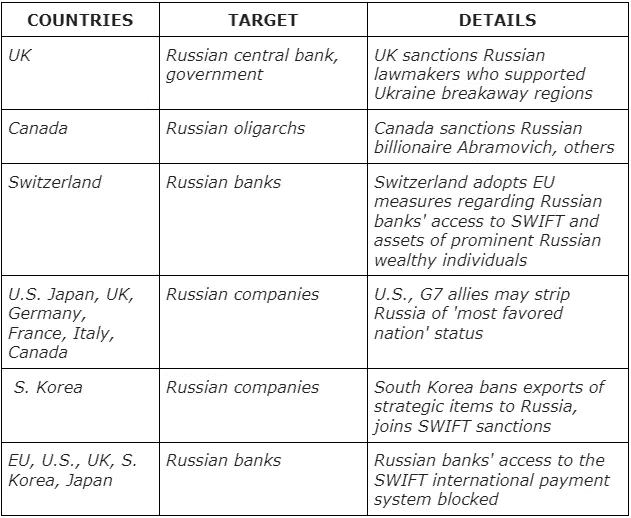 COUNTRIES TARGET DETAILS
UK Russian central bank, UK sanctions Russian
government lawmakers who supported
Ukraine breakaway regions
Canada Russian oligarchs Canada sanctions Russian
billionaire Abramovich, others
Switzerland Russian banks Switzerland adopts EU
measures regarding Russian
banks' access to SWIFT and
assets of prominent Russian
wealthy individuals
U.S. Japan, UK, Russian companies U.S., G7 allies may strip
Germany, Russia of 'most favored
France, Italy, nation' status
Canada
S. Korea Russian companies South Korea bans exports of
strategic items to Russia,
joins SWIFT sanctions
EU, U.S., UK, S. Russian banks Russian banks' access to the
Korea, Japan SWIFT international payment
system blocked